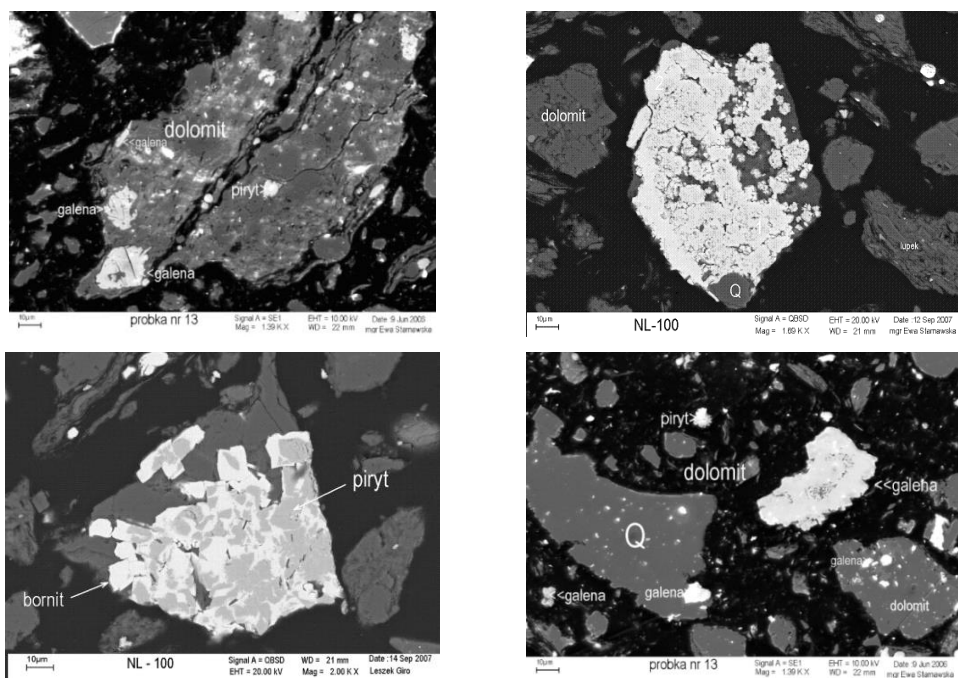 dolomit
<galena
piryt>
galena>
<galena
10µm
probka nr 13
Signal A = SE1
Mag = 1.39 K X
EHT = 10.00 kV
WD = 22 mm
Date :9 Jun 2006
mgr Ewa Starnawska
dolomit
lupek
Q
10µm
NL-100
Signal A = QBSD
Mag = 1.69 K X
EHT = 20.00 kV
WD = 21 mm
Date :12 Sep 2007
mgr Ewa Starnawska
piryt
bornit
10µm
NL - 100
Signal A = QBSD
EHT = 20.00 kV
WD = 21 mm
Mag = 2.00 K X
Date :14 Sep 2007
Leszek Giro
piryt>
dolomit
<<galena
Q
galena>
galena>
<galena
dolomit
10µm
probka nr 13
Signal A = SE1
Mag = 1.39 K X
EHT = 10.00 kV
WD = 22 mm
Date :9 Jun 2006
mgr Ewa Starnawska